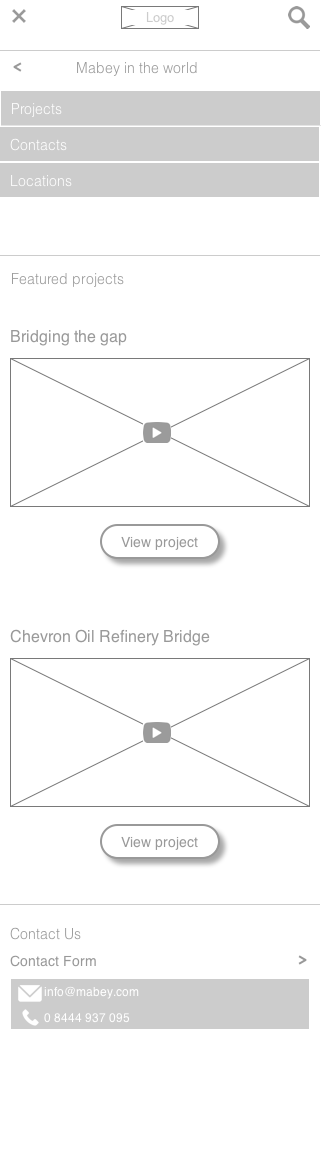 Logo
< Mabey in the world
Projects
Contacts
Locations
Featured projects
Bridging the gap
View project
Chevron Oil Refinery Bridge
View project
Contact Us
Contact Form >
info@mabey.com
0 8444 937 095